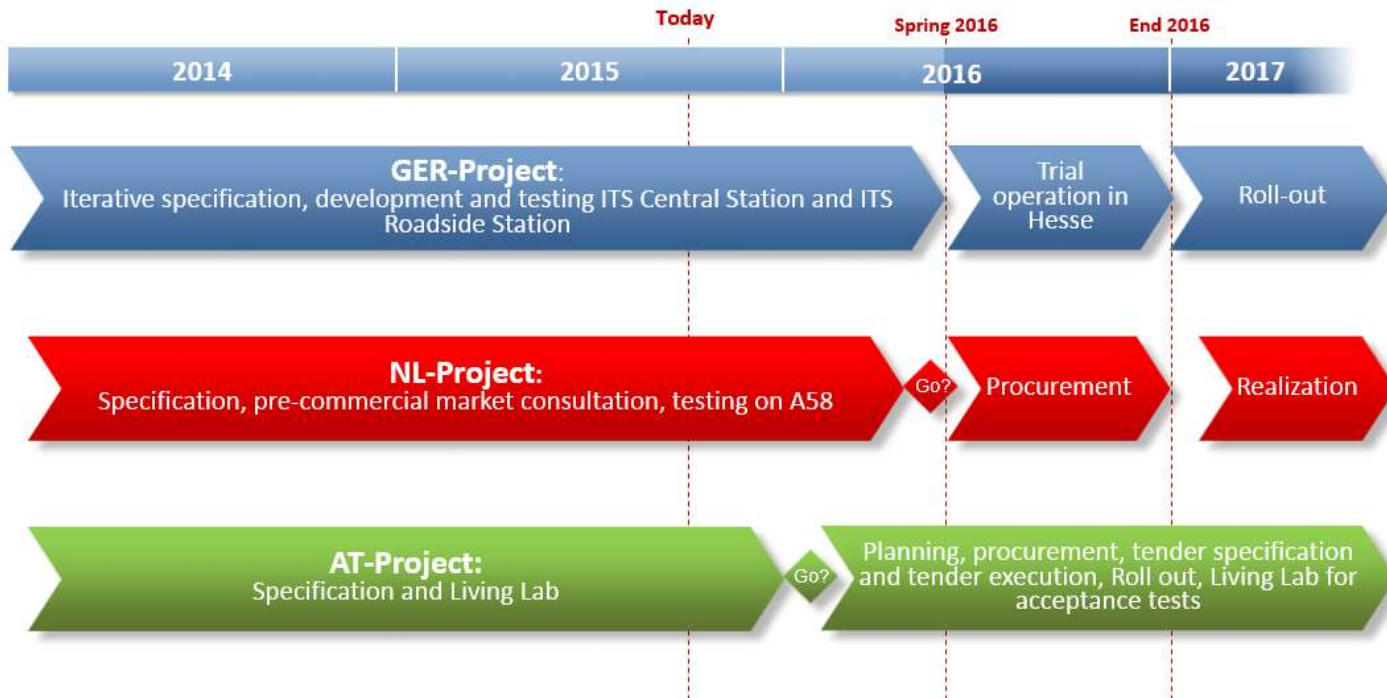 Today
Spring 2016
End 2016
2014
2015
2016
2017
GER-Project:
Iterative specification, development and testing ITS Central Station and ITS
Roadside Station
Trial
operation in
Hesse
Roll-out
NL-Project:
Specification, pre-commercial market consultation, testing on A58
Go?
Procurement
Realization
AT-Project:
Specification and Living Lab
Go?
Planning, procurement, tender specification
and tender execution, Roll out, Living Lab for
acceptance tests